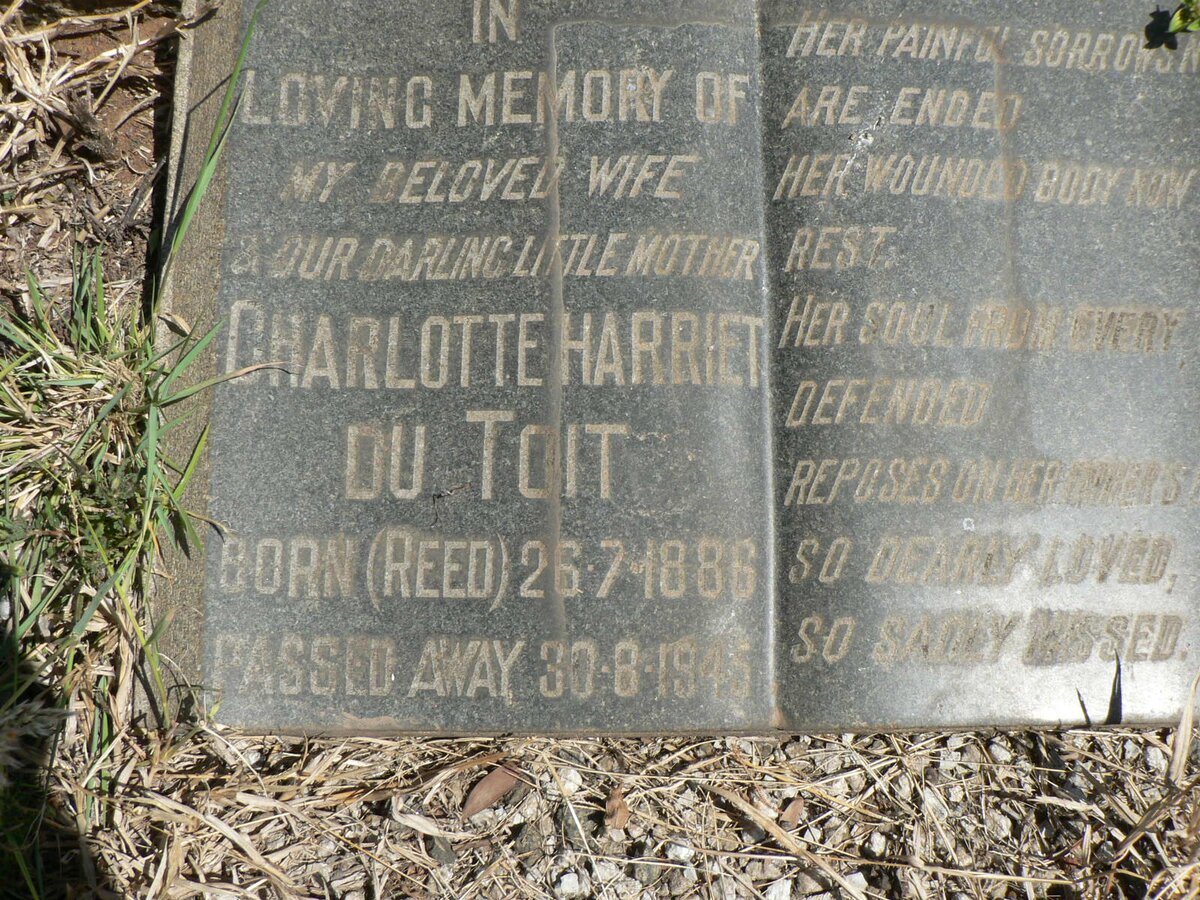 IN
LOVING MEMORY OF
MY BELOVED WIFE
& OUR DARLING LITTLE MOTHER
CHARLOTTE HARRIET
DU TOIT
BORN (REED) 26·7·1886
PASSED AWAY 30·8·1945
HER PAINFUL SORROWS N
ARE ENDED
HER WOUNDED BODY NOW
REST.
HER SOUL FROM EVERY
DEFENDED
REPOSES ON HER MAKER'S
SO DEARLY LOVED,
SO SADLY MISSED.